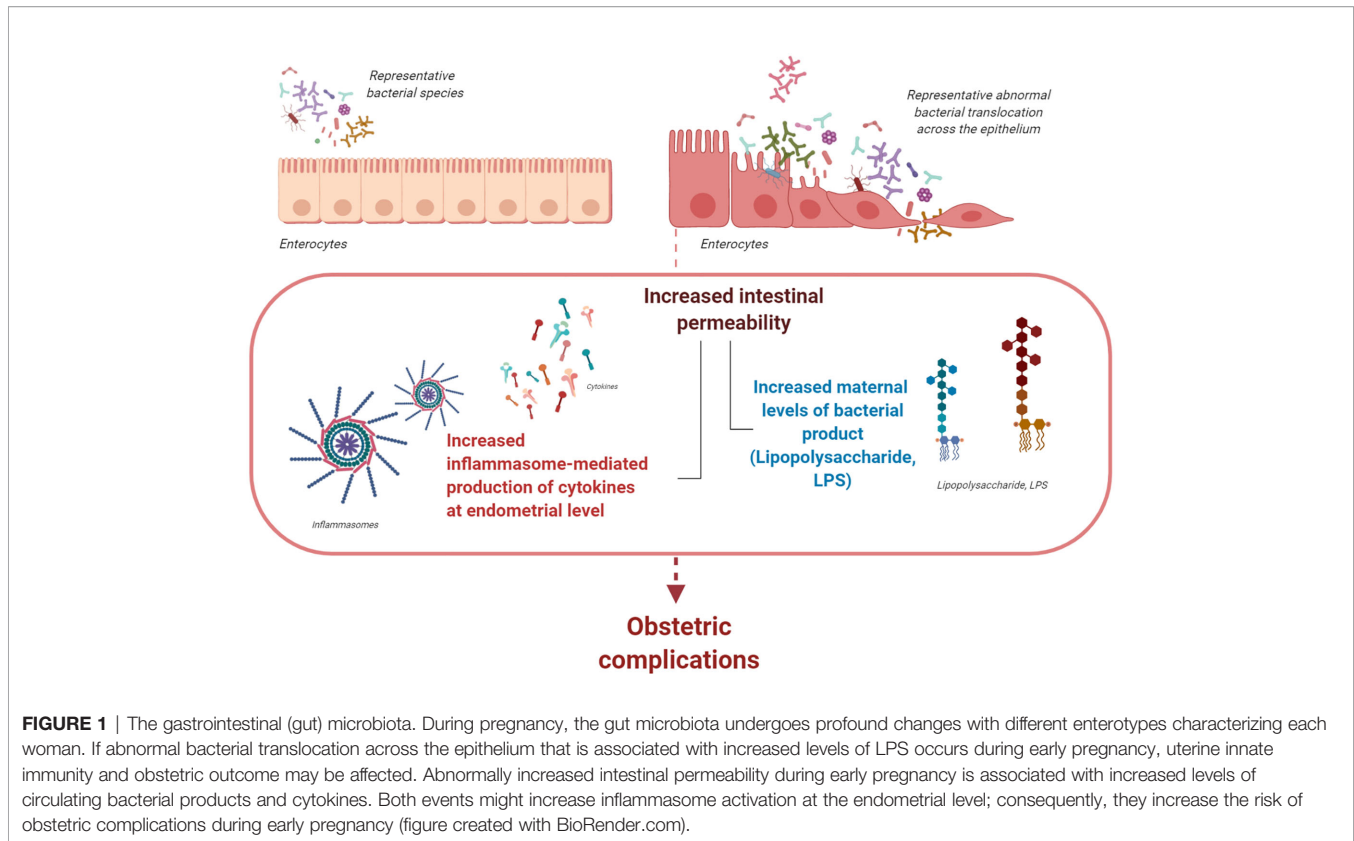 Representative
bacterial species
Representative abnormal
bacterial translocation
across the epithelium
Enterocytes
Enterocytes
Increased intestinal
permeability
Cytokines
Increased
inflammasome-mediated
production of cytokines
at endometrial level
Inflammasomes
Increased maternal
levels of bacterial
product
(Lipopolysaccharide,
LPS)
Lipopolysaccharide, LPS
Obstetric
complications
FIGURE 1 | The gastrointestinal (gut) microbiota. During pregnancy, the gut microbiota undergoes profound changes with different enterotypes characterizing each
woman. If abnormal bacterial translocation across the epithelium that is associated with increased levels of LPS occurs during early pregnancy, uterine innate
immunity and obstetric outcome may be affected. Abnormally increased intestinal permeability during early pregnancy is associated with increased levels of
circulating bacterial products and cytokines. Both events might increase inflammasome activation at the endometrial level; consequently, they increase the risk of
obstetric complications during early pregnancy (figure created with BioRender.com).